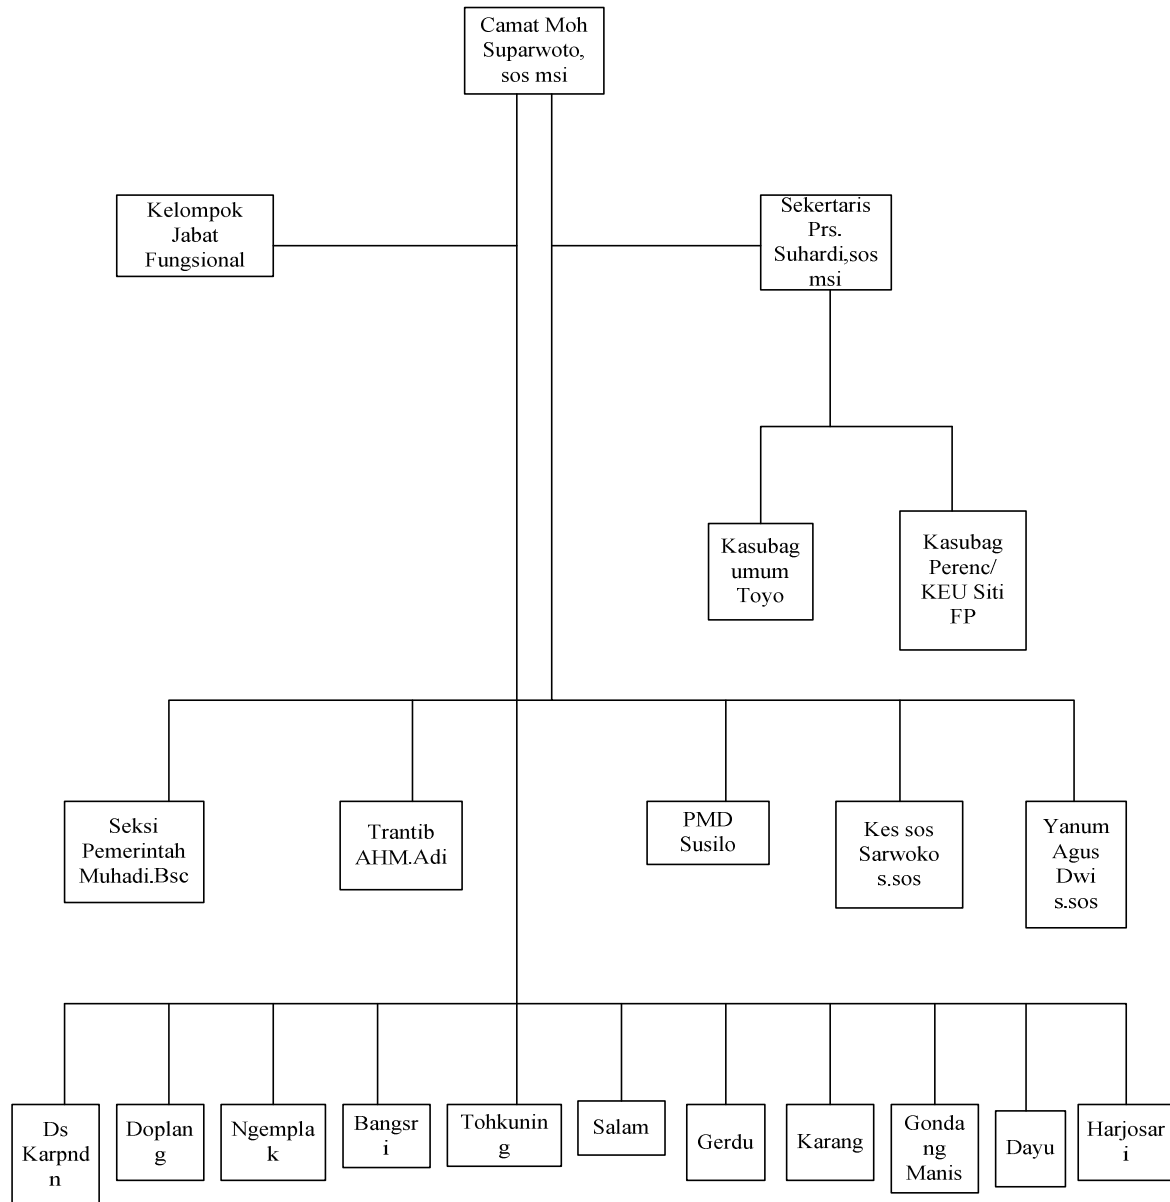 Camat Moh
Suparwoto,
sos msi
Kelompok
Jabat
Fungsional
Sekertaris
Prs.
Suhardi,sos
msi
Kasubag
umum
Toyo
Kasubag
Perenc/
KEU Siti
FP
Seksi
Pemerintah
Muhadi.Bsc
Trantib
AHM.Adi
PMD
Susilo
Kes sos
Sarwoko
s.sos
Yanum
Agus
Dwi
s.sos
Ds
Karpnd
n
Doplan
g
Ngempla
k
Bangsr
i
Tohkunin
g
Salam
Gerdu
Karang
Gonda
ng
Manis
Dayu
Harjosar
i